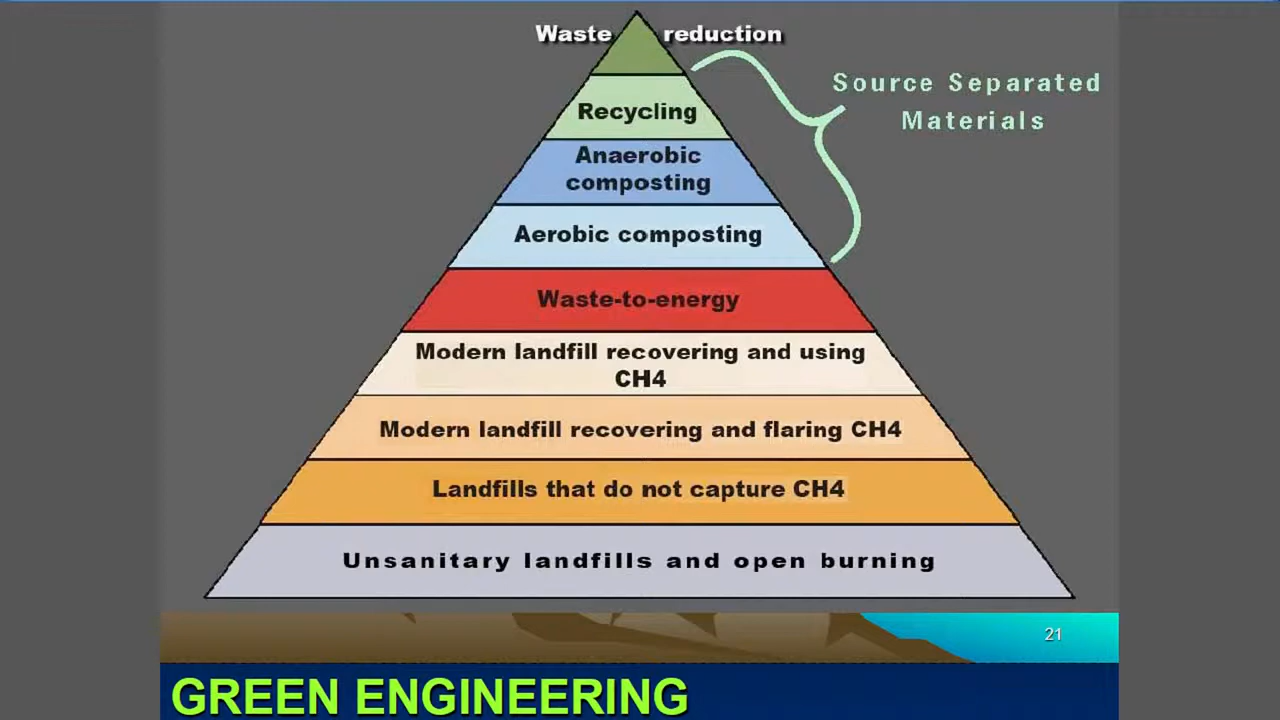 Waste reduction
Source Separated
Materials
Recycling
Anaerobic
composting
Aerobic composting
Waste-to-energy
Modern landfill recovering and using
CH4
Modern landfill recovering and flaring CH4
Landfills that do not capture CH4
Unsanitary landfills and open burning
21
GREEN ENGINEERING